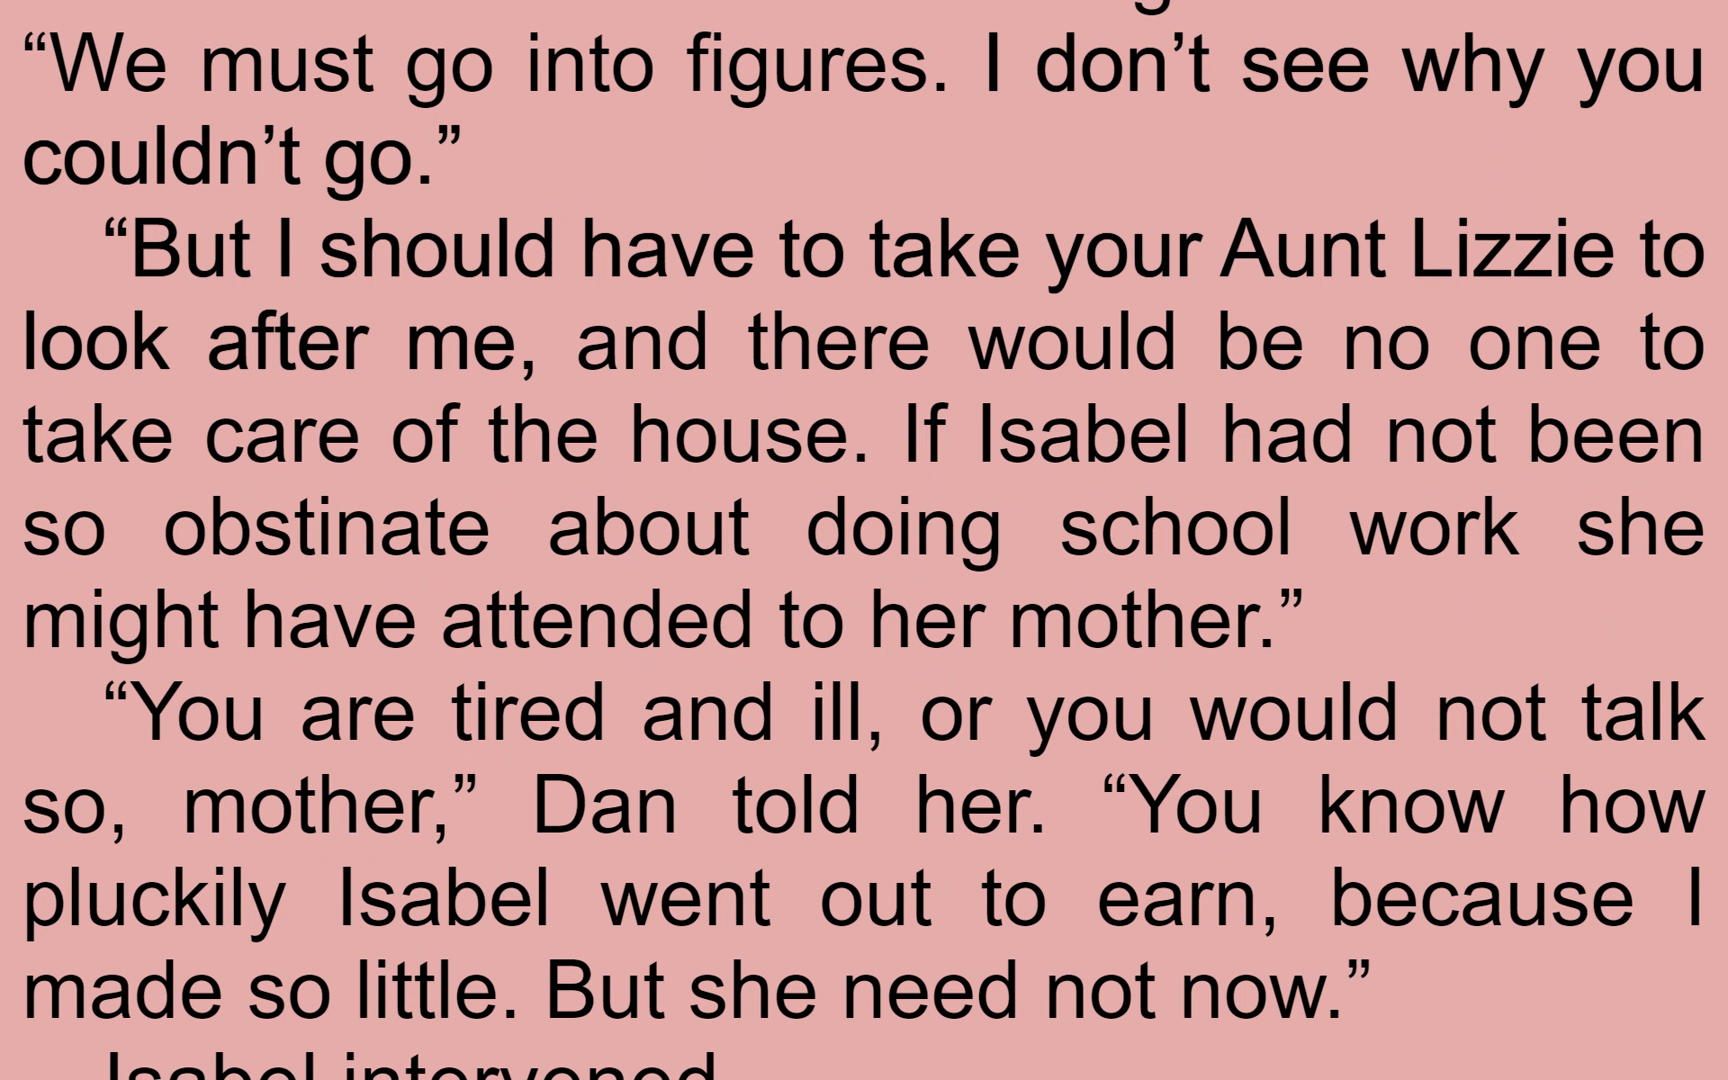 “We must go into figures. I don’t see why you
couldn’t go.”
“But I should have to take your Aunt Lizzie to
look after me, and there would be no one to
take care of the house. If Isabel had not been
so obstinate about doing school work she
might have attended to her mother.”
“You are tired and ill, or you would not talk
so, mother,” Dan told her. “You know how
pluckily Isabel went out to earn, because I
made so little. But she need not now.”
Isabel intervened